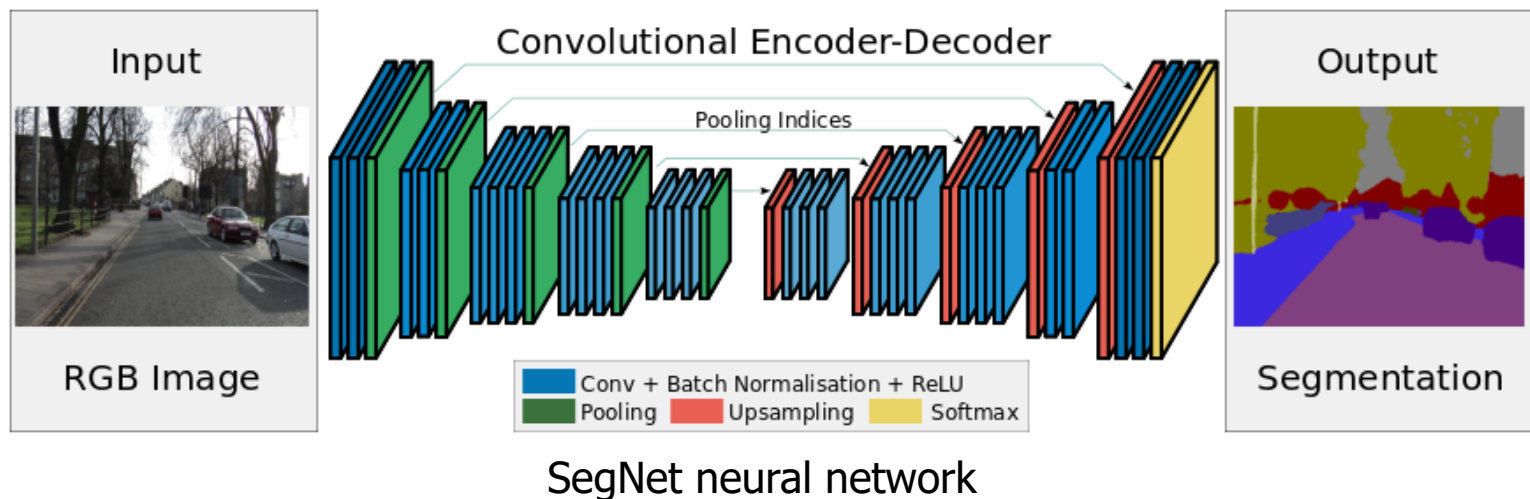 Input
RGB Image
Convolutional Encoder-Decoder
Pooling Indices
Conv + Batch Normalisation + ReLU
Pooling Upsampling Softmax
Output
Segmentation
SegNet neural network